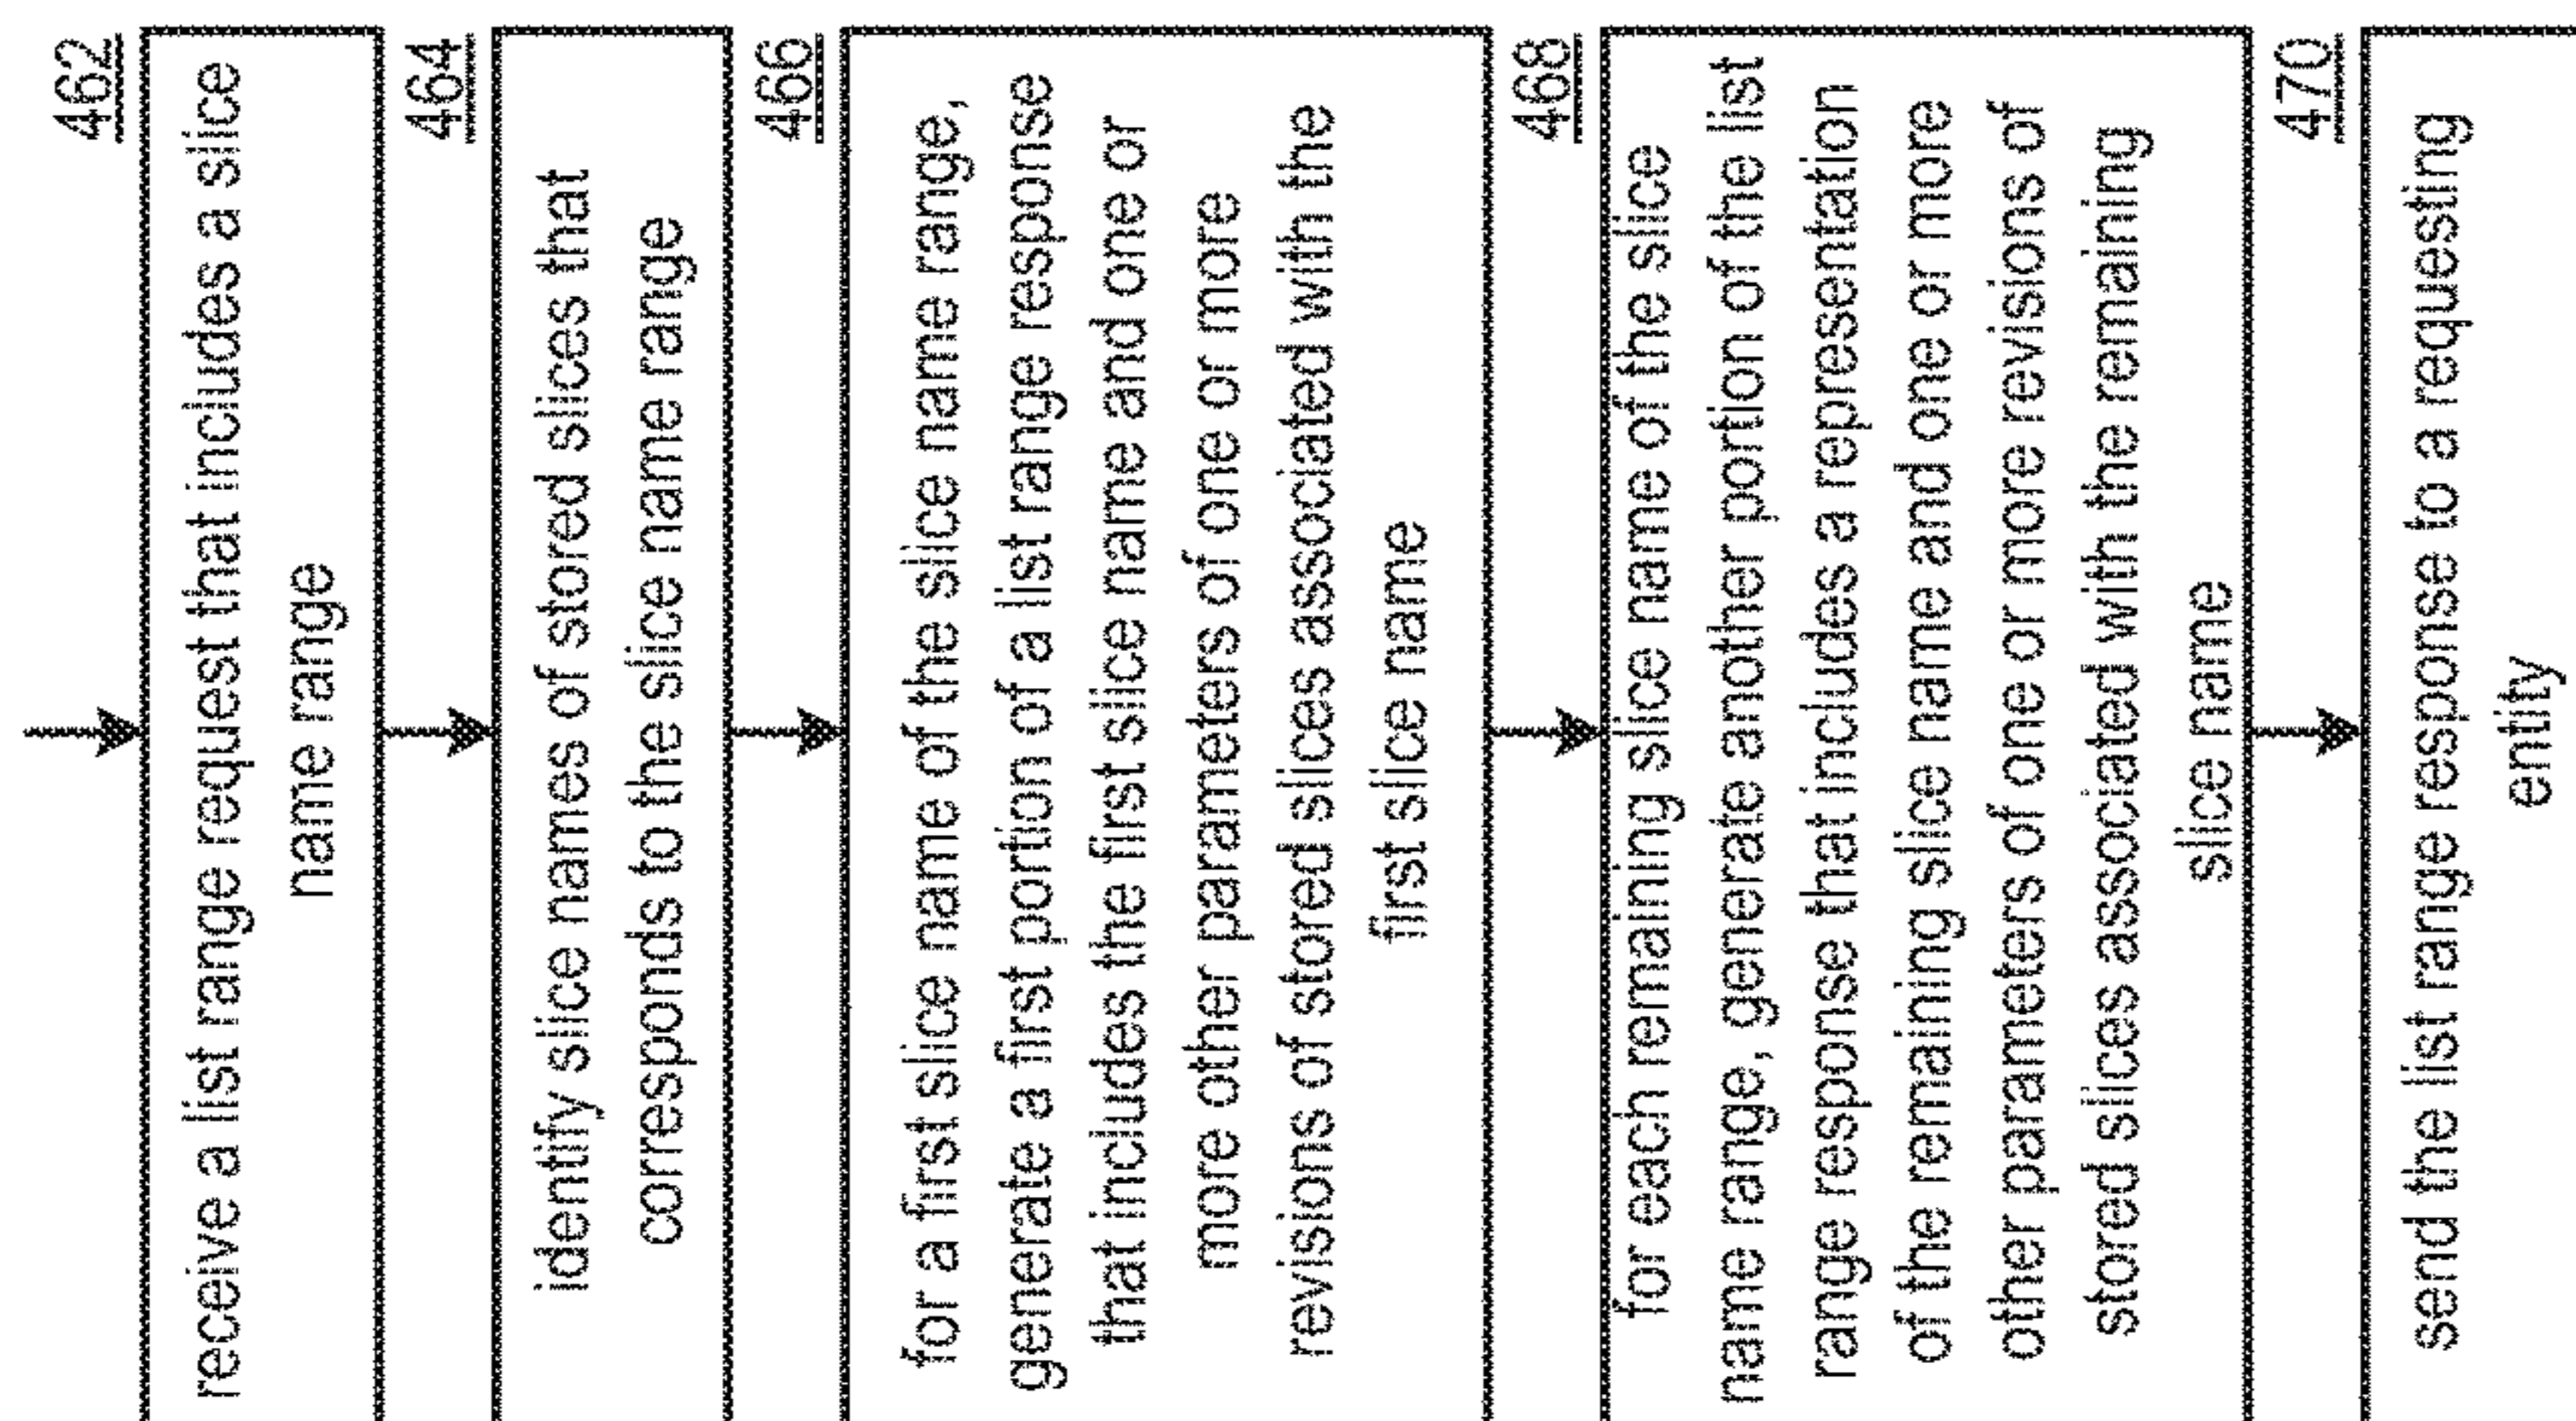 462
receive a list range request that includes a slice
name range
464
identify slice names of stored slices that
corresponds to the slice name range
466
for a first slice name of the slice name range,
generate a first portion of a list range response
that includes the first slice name and one or
more other parameters of one or more
revisions of stored slices associated with the
first slice name
468
for each remaining slice name of the slice
name range, generate another portion of the list
range response that includes a representation
of the remaining slice name and one or more
other parameters of one or more revisions of
stored slices associated with the remaining
slice name
470
send the list range response to a requesting
entity